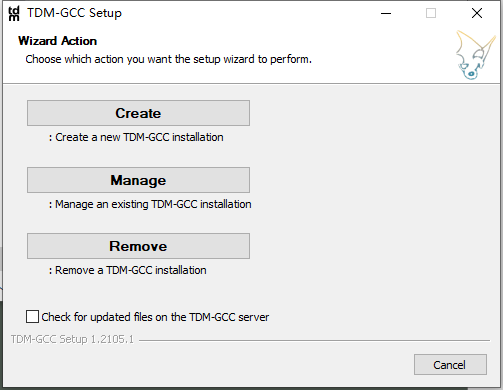 tdm TDM-GCC Setup
Wizard Action
Choose which action you want the setup wizard to perform.
Create
: Create a new TDM-GCC installation
Manage
: Manage an existing TDM-GCC installation
Remove
: Remove a TDM-GCC installation
Check for updated files on the TDM-GCC server
TDM-GCC Setup 1.2105.1
Cancel